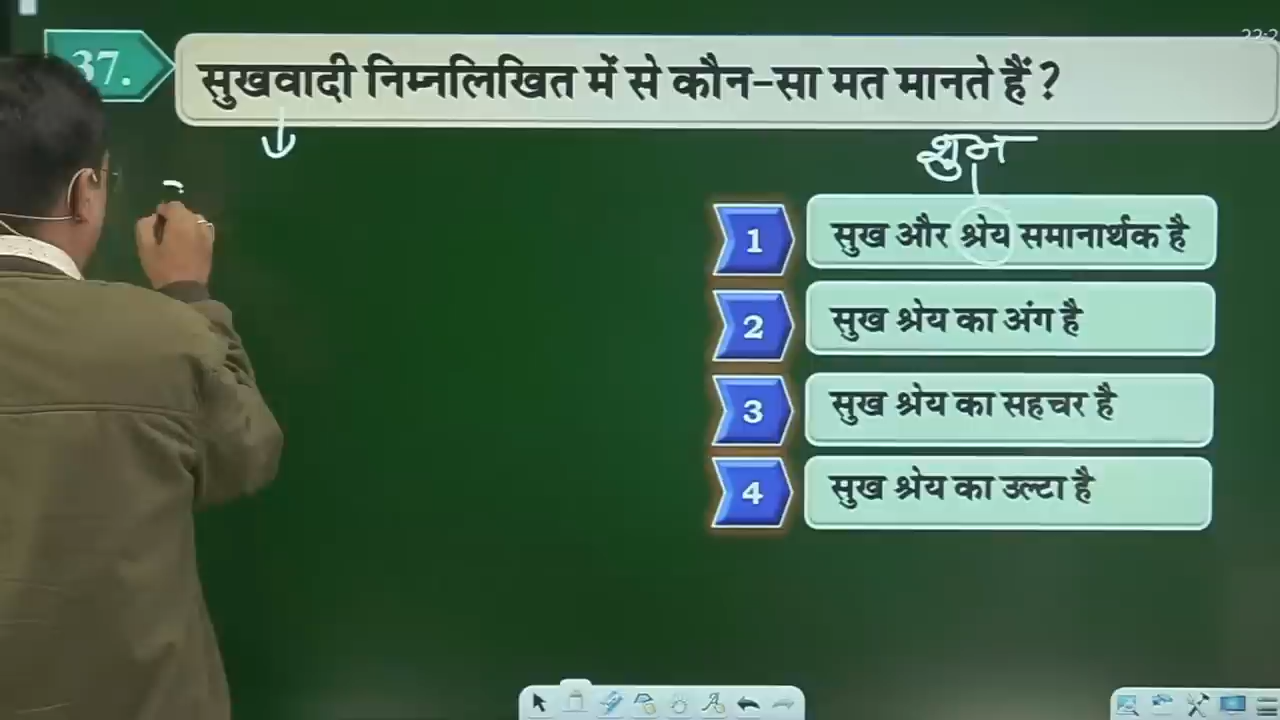 37.
सुखवादी निम्नलिखित में से कौन-सा मत मानते हैं ?
शुभ
1 सुख और श्रेय समानार्थक है
2 सुख श्रेय का अंग है
3 सुख श्रेय का सहचर है
4 सुख श्रेय का उल्टा है